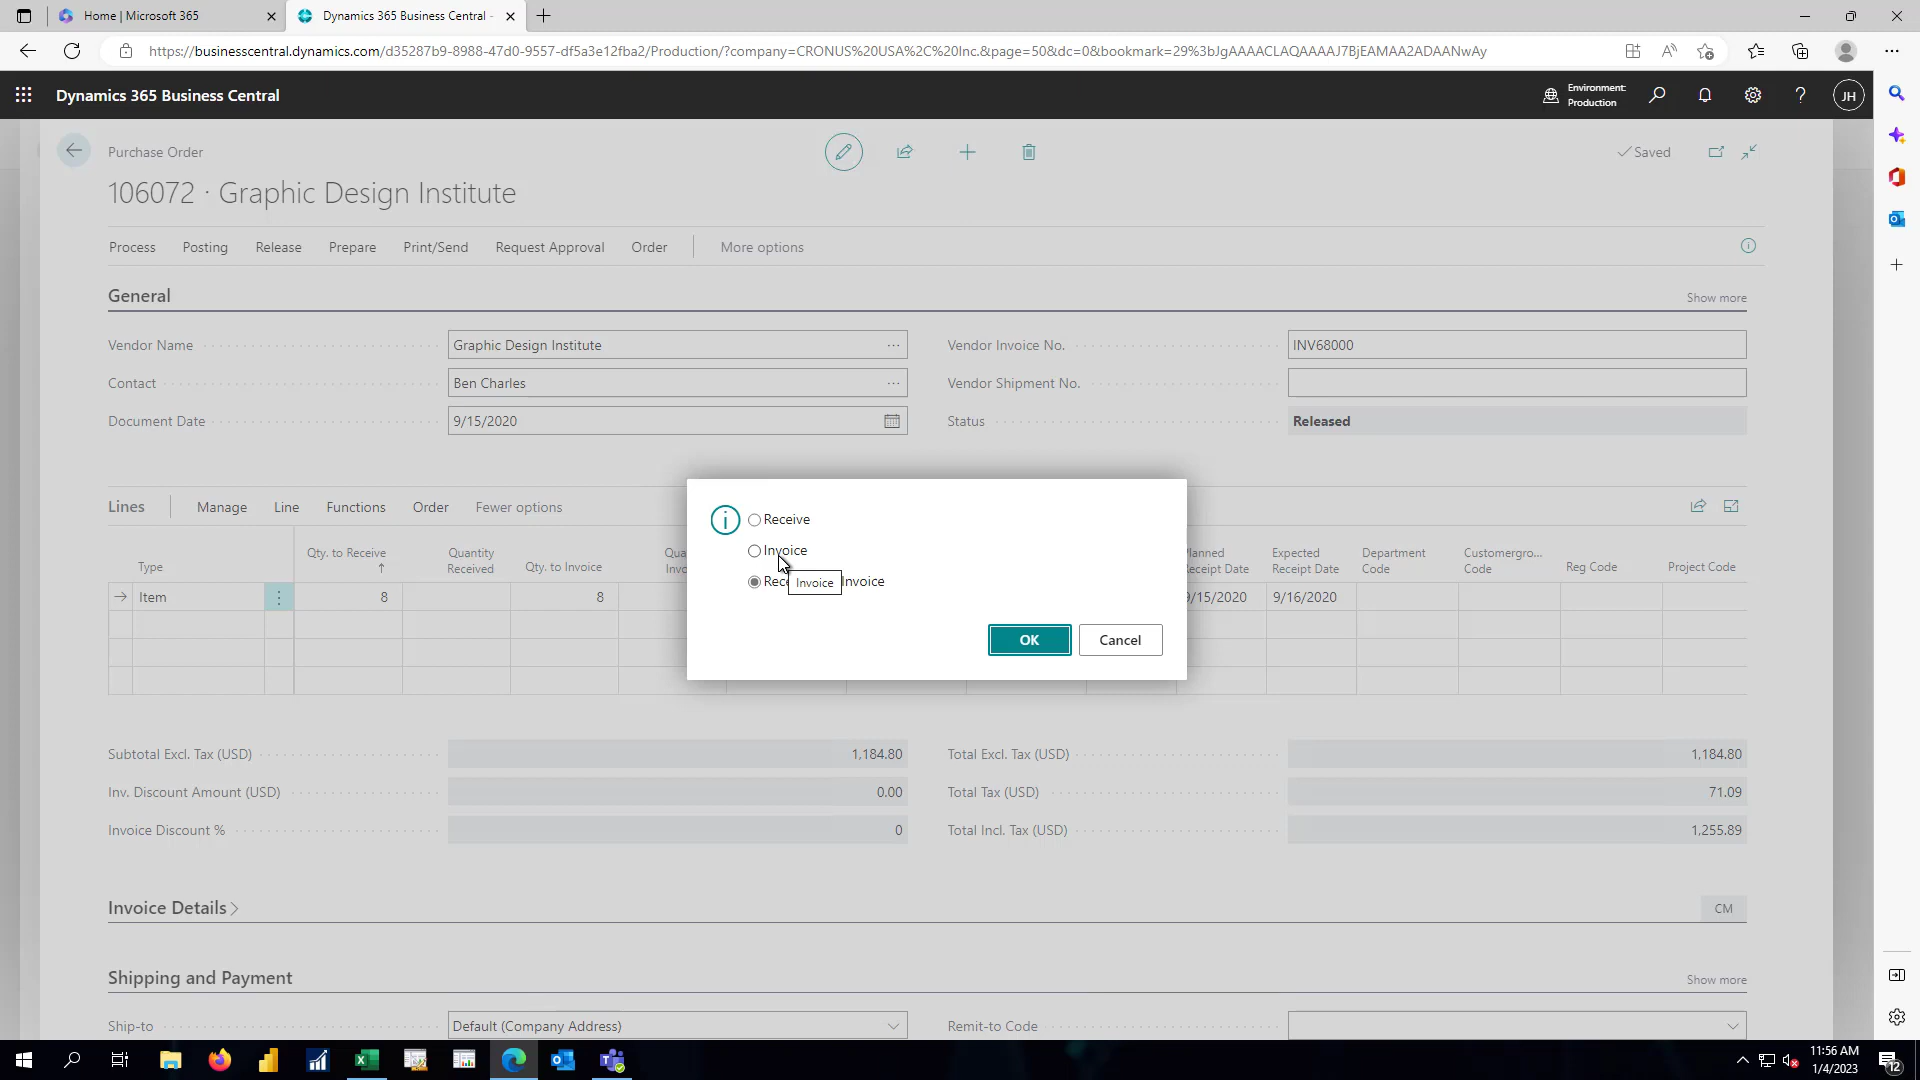 Home | Microsoft 365
Dynamics 365 Business Central -
https://businesscentral.dynamics.com/d35287b9-8988-47d0-9557-df5a3e12fba2/Production/?company=CRONUS%20USA%2C%20Inc.&page=50&dc=0&bookmark=29%3bJgAAAACLAQAAAAJ7BjEAMAA2ADAANwAy
Dynamics 365 Business Central
Environment:
Production
JH
Purchase Order
Saved
106072 · Graphic Design Institute
Process Posting Release Prepare Print/Send Request Approval Order More options
General Show more
Vendor Name Graphic Design Institute Vendor Invoice No. INV68000
Contact Ben Charles Vendor Shipment No.
Document Date 9/15/2020 Status Released
Receive
Invoice
Invoice
Invoice
OK Cancel
Lines Manage Line Functions Order Fewer options
Type Qty. to Receive Quantity Received Qty. to Invoice Receipt Date Expected Receipt Date Department Code Customergro... Code Reg Code Project Code
Item 8 8 9/15/2020 9/16/2020
Subtotal Excl. Tax (USD) 1,184.80 Total Excl. Tax (USD) 1,184.80
Inv. Discount Amount (USD) 0.00 Total Tax (USD) 71.09
Invoice Discount % 0 Total Incl. Tax (USD) 1,255.89
Invoice Details CM
Shipping and Payment Show more
Ship-to Default (Company Address) Remit-to Code
11:56 AM
1/4/2023
12